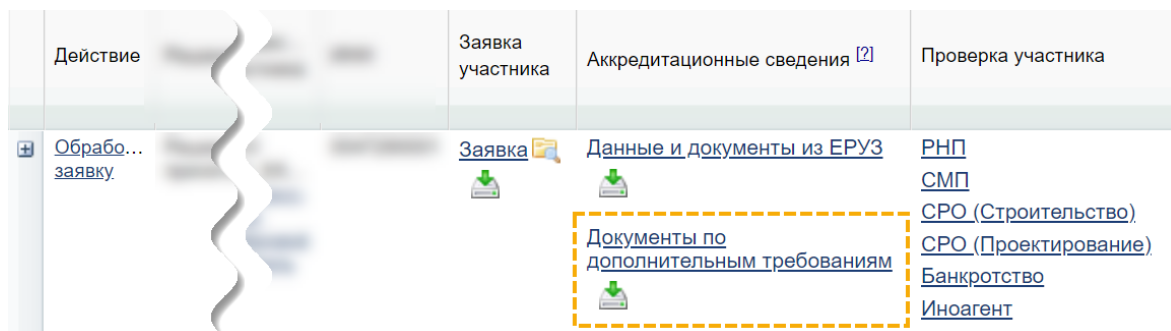 Действие
Заявка
участника
Аккредитационные сведения [?]
Проверка участника
Обрабо...
заявку
Заявка
Данные и документы из ЕРУЗ
Документы по
дополнительным требованиям
РНП
СМП
СРО (Строительство)
СРО (Проектирование)
Банкротство
Иноагент